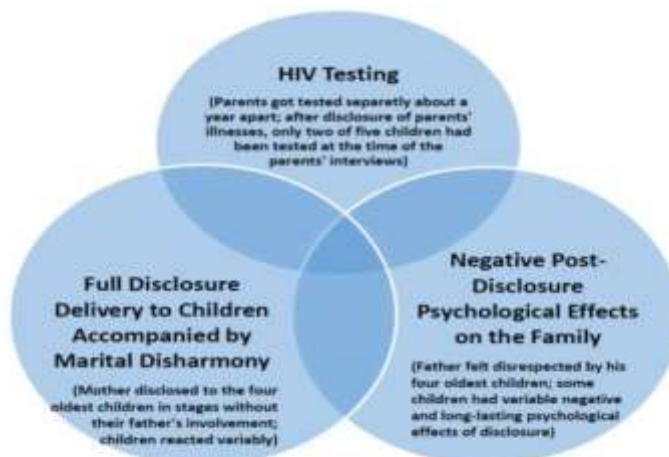 HIV Testing
(Parents got tested separetly about a
year apart; after disclosure of parents'
illnesses, only two of five children had
been tested at the time of the
parents' interviews)
Full Disclosure
Delivery to Children
Accompanied by
Marital Disharmony
(Mother disclosed to the four
oldest children in stages without
their father's involvement;
children reacted variably)
Negative Post-
Disclosure
Psychological Effects
on the Family
(Father felt disrespected by his
four oldest children; some
children had variable negative
and long-lasting psychological
effects of disclosure)